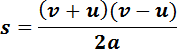 s = (v + u)(v − u) / 2a